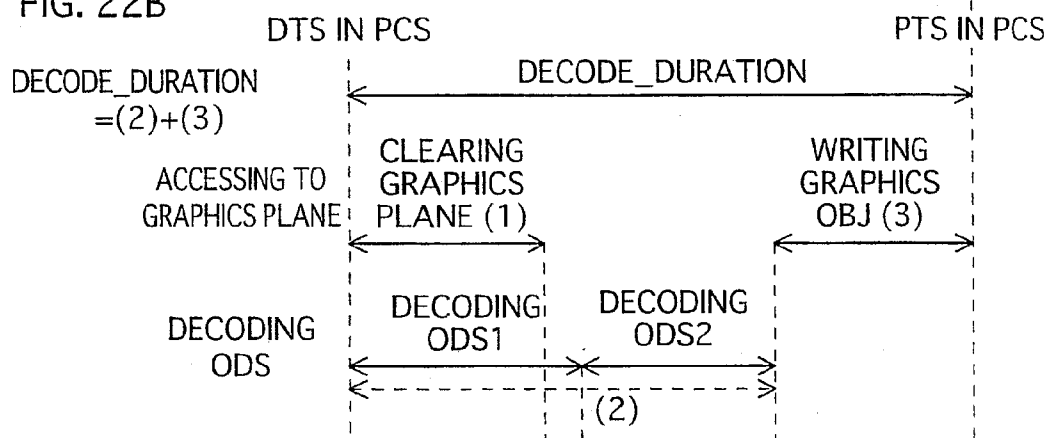 FIG. 22B
DTS IN PCS
PTS IN PCS
DECODE_DURATION
=(2)+(3)
DECODE_DURATION
ACCESSING TO
GRAPHICS PLANE
CLEARING
GRAPHICS
PLANE (1)
WRITING
GRAPHICS
OBJ (3)
DECODING
ODS
DECODING
ODS1
DECODING
ODS2
(2)